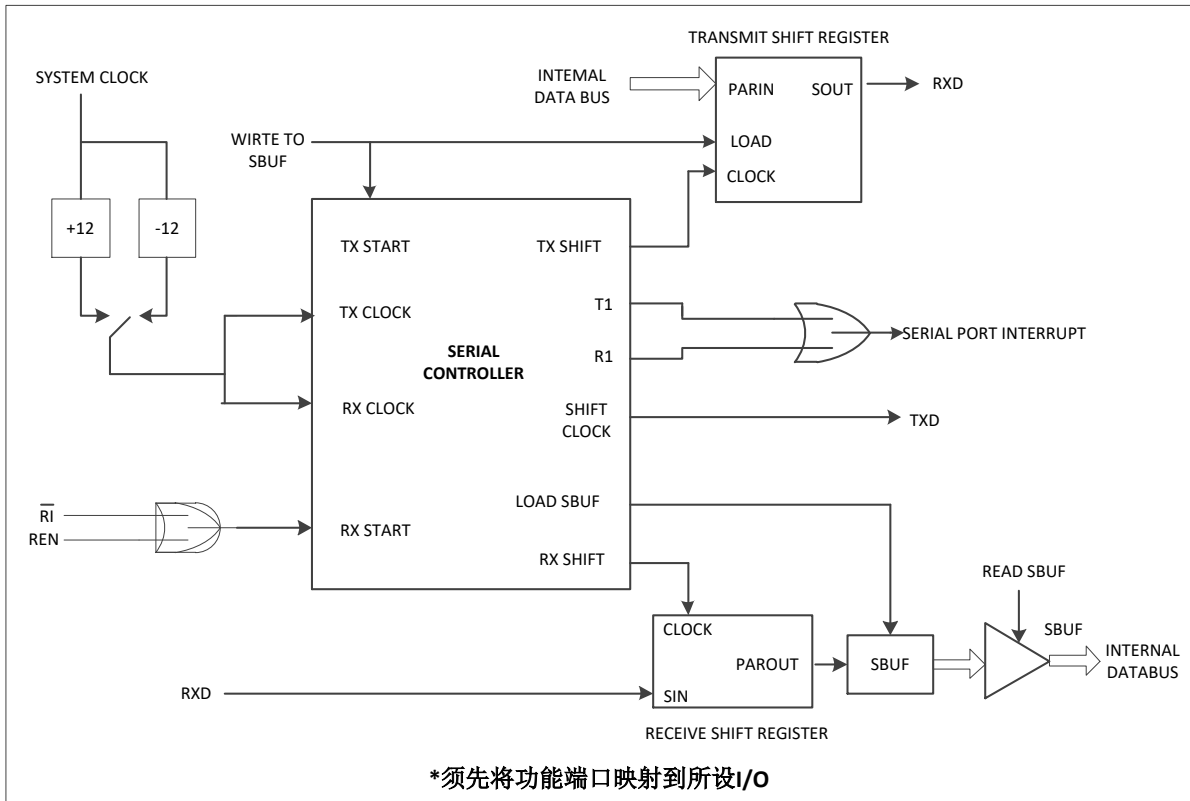 TRANSMIT SHIFT REGISTER
SYSTEM CLOCK
INTEMAL
DATA BUS
PARIN
SOUT
RXD
WIRTE TO
SBUF
LOAD
CLOCK
+12
-12
TX START
TX SHIFT
TX CLOCK
T1
SERIAL PORT INTERRUPT
R1
SERIAL
CONTROLLER
RX CLOCK
SHIFT
CLOCK
TXD
LOAD SBUF
RI
REN
RX START
RX SHIFT
READ SBUF
CLOCK
SBUF
PAROUT
SBUF
INTERNAL
DATABUS
RXD
SIN
RECEIVE SHIFT REGISTER
*须先将功能端口映射到所设I/O